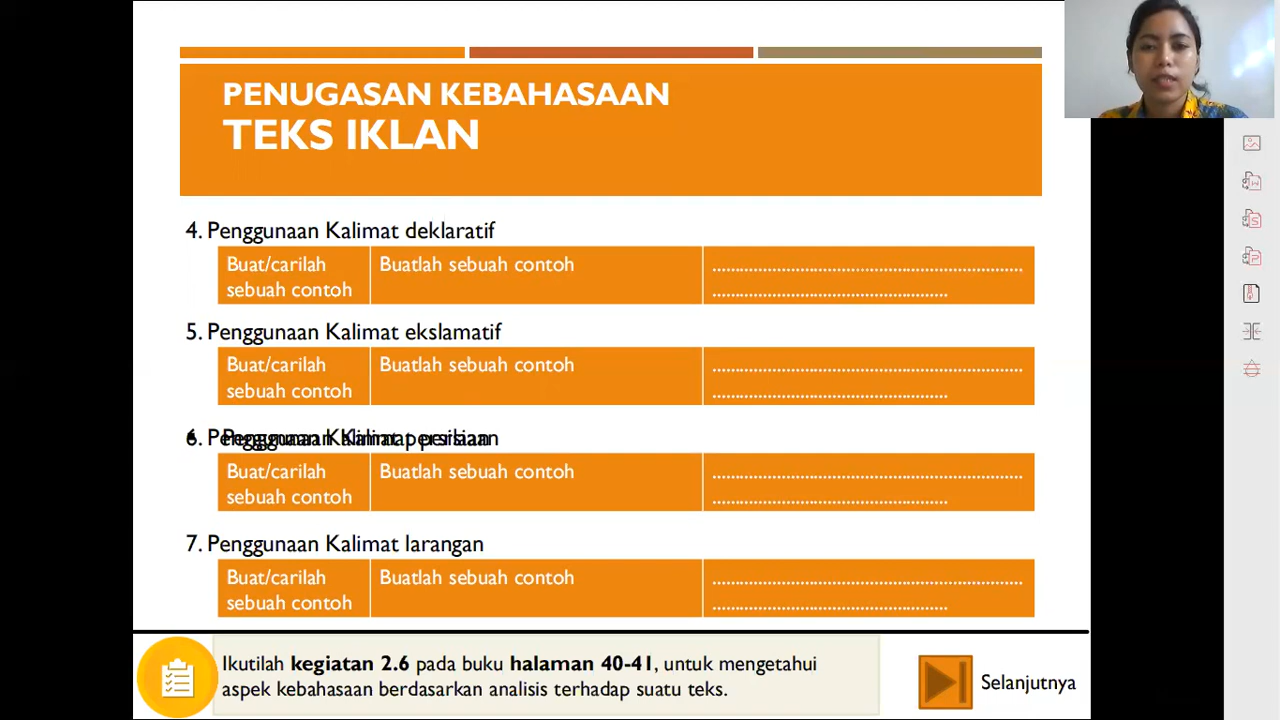 PENUGASAN KEBAHASAAN
TEKS IKLAN
4. Penggunaan Kalimat deklaratif
Buat/carilah
sebuah contoh
Buatlah sebuah contoh
......................................................................
.....................................................
5. Penggunaan Kalimat ekslamatif
Buat/carilah
sebuah contoh
Buatlah sebuah contoh
......................................................................
.....................................................
6. Penggunaan Kalimat
Buat/carilah
sebuah contoh
Buatlah sebuah contoh
......................................................................
.....................................................
7. Penggunaan Kalimat larangan
Buat/carilah
sebuah contoh
Buatlah sebuah contoh
......................................................................
.....................................................
Ikutilah kegiatan 2.6 pada buku halaman 40-41, untuk mengetahui
aspek kebahasaan berdasarkan analisis terhadap suatu teks.
Selanjutnya